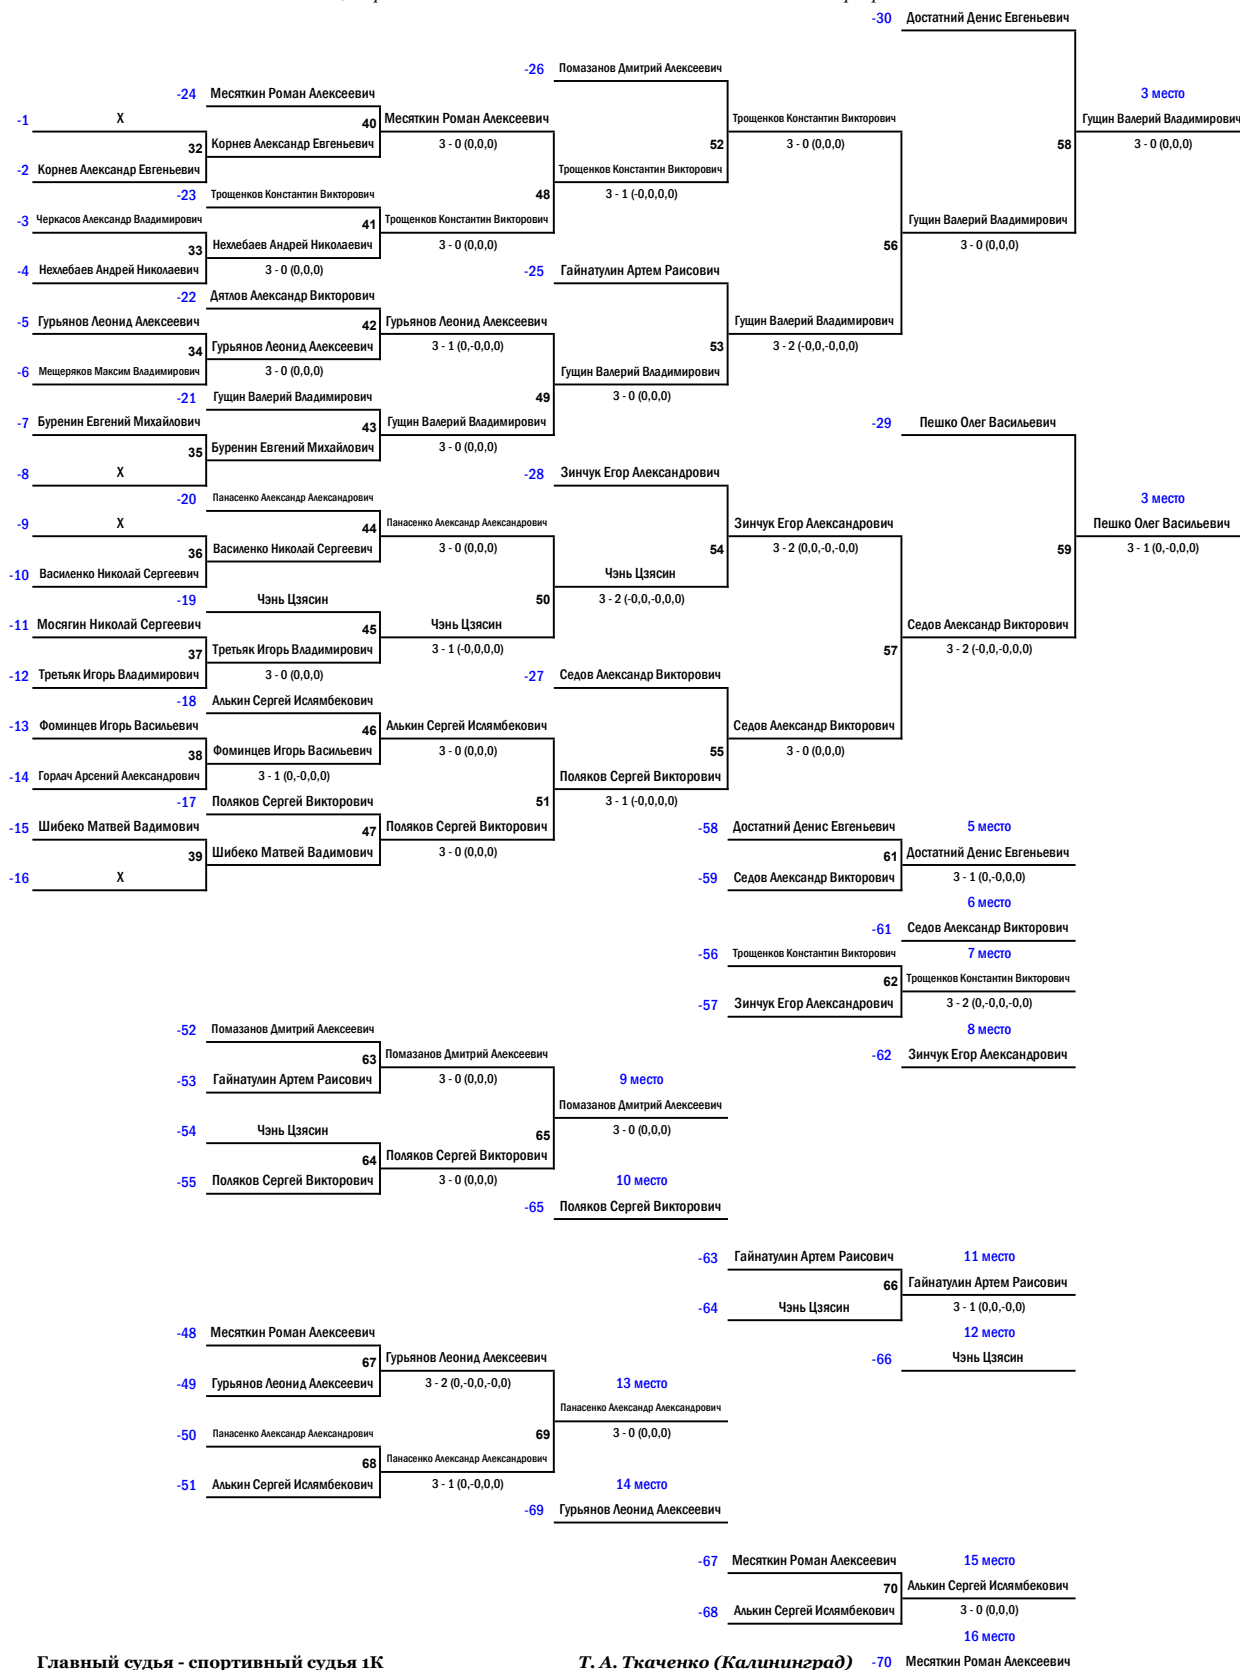 -30 Достатний Денис Евгеньевич
-26 Помазанов Дмитрий Алексеевич
-24 Месяткин Роман Алексеевич 3 место
-1 X 40 Месяткин Роман Алексеевич Трощенков Константин Викторович Гущин Валерий Владимирович
32 Корнев Александр Евгеньевич 3 - 0 (0,0,0) 52 3 - 0 (0,0,0) 58 3 - 0 (0,0,0)
-2 Корнев Александр Евгеньевич Трощенков Константин Викторович
-23 Трощенков Константин Викторович 48 3 - 1 (-0,0,0,0)
-3 Черкасов Александр Владимирович 41 Трощенков Константин Викторович Гущин Валерий Владимирович
33 Нехлебаев Андрей Николаевич 3 - 0 (0,0,0) 56 3 - 0 (0,0,0)
-4 Нехлебаев Андрей Николаевич 3 - 0 (0,0,0) -25 Гайнатулин Артем Раисович
-22 Дятлов Александр Викторович
-5 Гурьянов Леонид Алексеевич 42 Гурьянов Леонид Алексеевич Гущин Валерий Владимирович
34 Гурьянов Леонид Алексеевич 3 - 1 (0,-0,0,0) 53 3 - 2 (-0,0,-0,0,0)
-6 Мещеряков Максим Владимирович 3 - 0 (0,0,0) Гущин Валерий Владимирович
-21 Гущин Валерий Владимирович 49 3 - 0 (0,0,0)
-7 Буренин Евгений Михайлович 43 Гущин Валерий Владимирович -29 Пешко Олег Васильевич
35 Буренин Евгений Михайлович 3 - 0 (0,0,0)
-8 X -28 Зинчук Егор Александрович
-20 Панасенко Александр Александрович 3 место
-9 X 44 Панасенко Александр Александрович Зинчук Егор Александрович Пешко Олег Васильевич
36 Василенко Николай Сергеевич 3 - 0 (0,0,0) 54 3 - 2 (0,0,-0,-0,0) 59 3 - 1 (0,-0,0,0)
-10 Василенко Николай Сергеевич Чэнь Цзясин
-19 Чэнь Цзясин 50 3 - 2 (-0,0,-0,0,0)
-11 Мосягин Николай Сергеевич 45 Чэнь Цзясин Седов Александр Викторович
37 Третьяк Игорь Владимирович 3 - 1 (-0,0,0,0) 57 3 - 2 (-0,0,-0,0,0)
-12 Третьяк Игорь Владимирович 3 - 0 (0,0,0) -27 Седов Александр Викторович
-18 Алькин Сергей Ислямбекович
-13 Фоминцев Игорь Васильевич 46 Алькин Сергей Ислямбекович Седов Александр Викторович
38 Фоминцев Игорь Васильевич 3 - 0 (0,0,0) 55 3 - 0 (0,0,0)
-14 Горлач Арсений Александрович 3 - 1 (0,-0,0,0) Поляков Сергей Викторович
-17 Поляков Сергей Викторович 51 3 - 1 (-0,0,0,0)
-15 Шибеко Матвей Вадимович 47 Поляков Сергей Викторович -58 Достатний Денис Евгеньевич 5 место
39 Шибеко Матвей Вадимович 3 - 0 (0,0,0) 61 Достатний Денис Евгеньевич
-16 X -59 Седов Александр Викторович 3 - 1 (0,-0,0,0)
6 место
-61 Седов Александр Викторович
-56 Трощенков Константин Викторович 7 место
62 Трощенков Константин Викторович
-57 Зинчук Егор Александрович 3 - 2 (0,-0,0,-0,0)
-52 Помазанов Дмитрий Алексеевич 8 место
63 Помазанов Дмитрий Алексеевич -62 Зинчук Егор Александрович
-53 Гайнатулин Артем Раисович 3 - 0 (0,0,0) 9 место
Помазанов Дмитрий Алексеевич
-54 Чэнь Цзясин 65 3 - 0 (0,0,0)
64 Поляков Сергей Викторович
-55 Поляков Сергей Викторович 3 - 0 (0,0,0) 10 место
-65 Поляков Сергей Викторович
-63 Гайнатулин Артем Раисович 11 место
66 Гайнатулин Артем Раисович
-64 Чэнь Цзясин 3 - 1 (0,0,-0,0)
-48 Месяткин Роман Алексеевич 12 место
67 Гурьянов Леонид Алексеевич -66 Чэнь Цзясин
-49 Гурьянов Леонид Алексеевич 3 - 2 (0,-0,0,-0,0) 13 место
Панасенко Александр Александрович
-50 Панасенко Александр Александрович 69 3 - 0 (0,0,0)
68 Панасенко Александр Александрович
-51 Алькин Сергей Ислямбекович 3 - 1 (0,-0,0,0) 14 место
-69 Гурьянов Леонид Алексеевич
-67 Месяткин Роман Алексеевич 15 место
70 Алькин Сергей Ислямбекович
-68 Алькин Сергей Ислямбекович 3 - 0 (0,0,0)
16 место
Главный судья - спортивный судья 1К Т. А. Ткаченко (Калининград) -70 Месяткин Роман Алексеевич